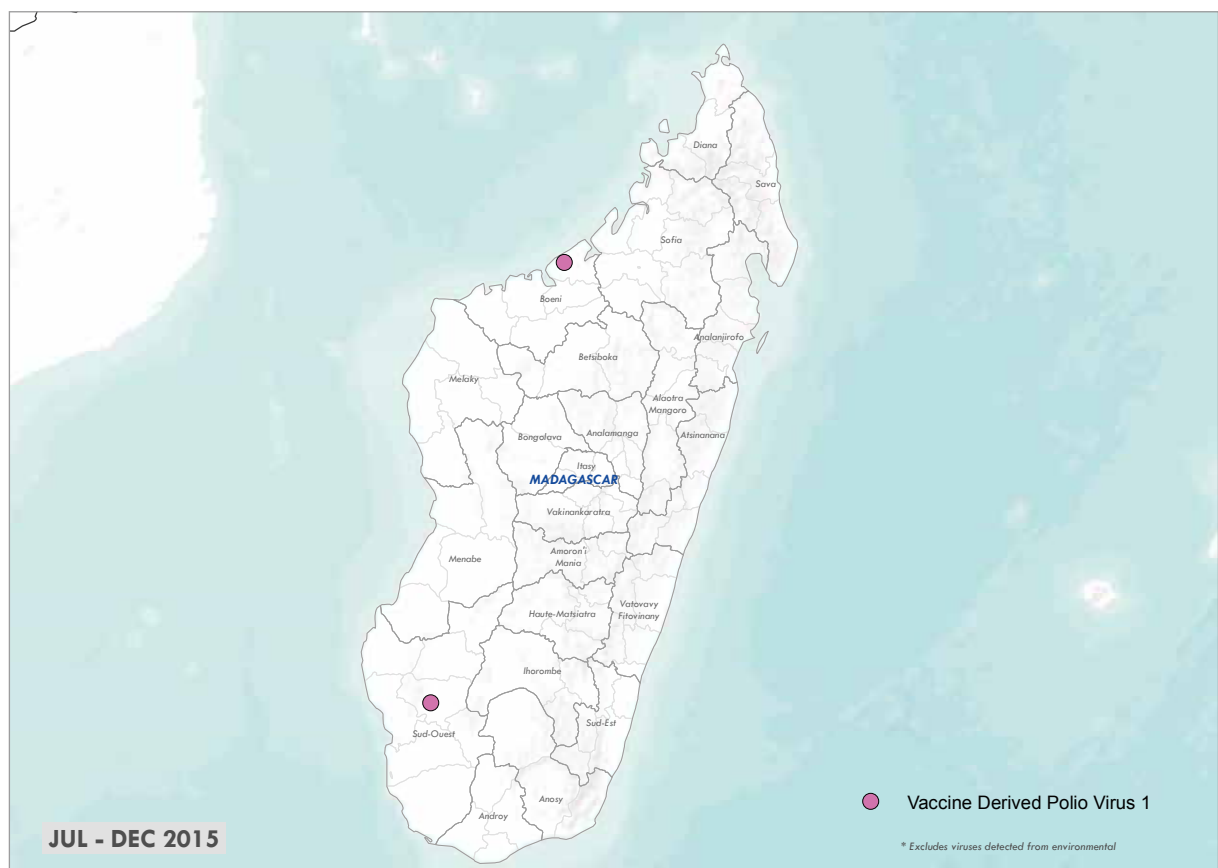 Diana
Sava
Sofia
Boeni
Analanjirofo
Betsiboka
Melaky
Alaotra
Mangoro
Bongolava
Analamanga
Atsinanana
Itasy
MADAGASCAR
Vakinankaratra
Amoron'i
Mania
Menabe
Haute-Matsiatra
Vatovavy
Fitovinany
Ihorombe
Sud-Est
Sud-Ouest
Anosy
Androy
Vaccine Derived Polio Virus 1
JUL - DEC 2015
* Excludes viruses detected from environmental